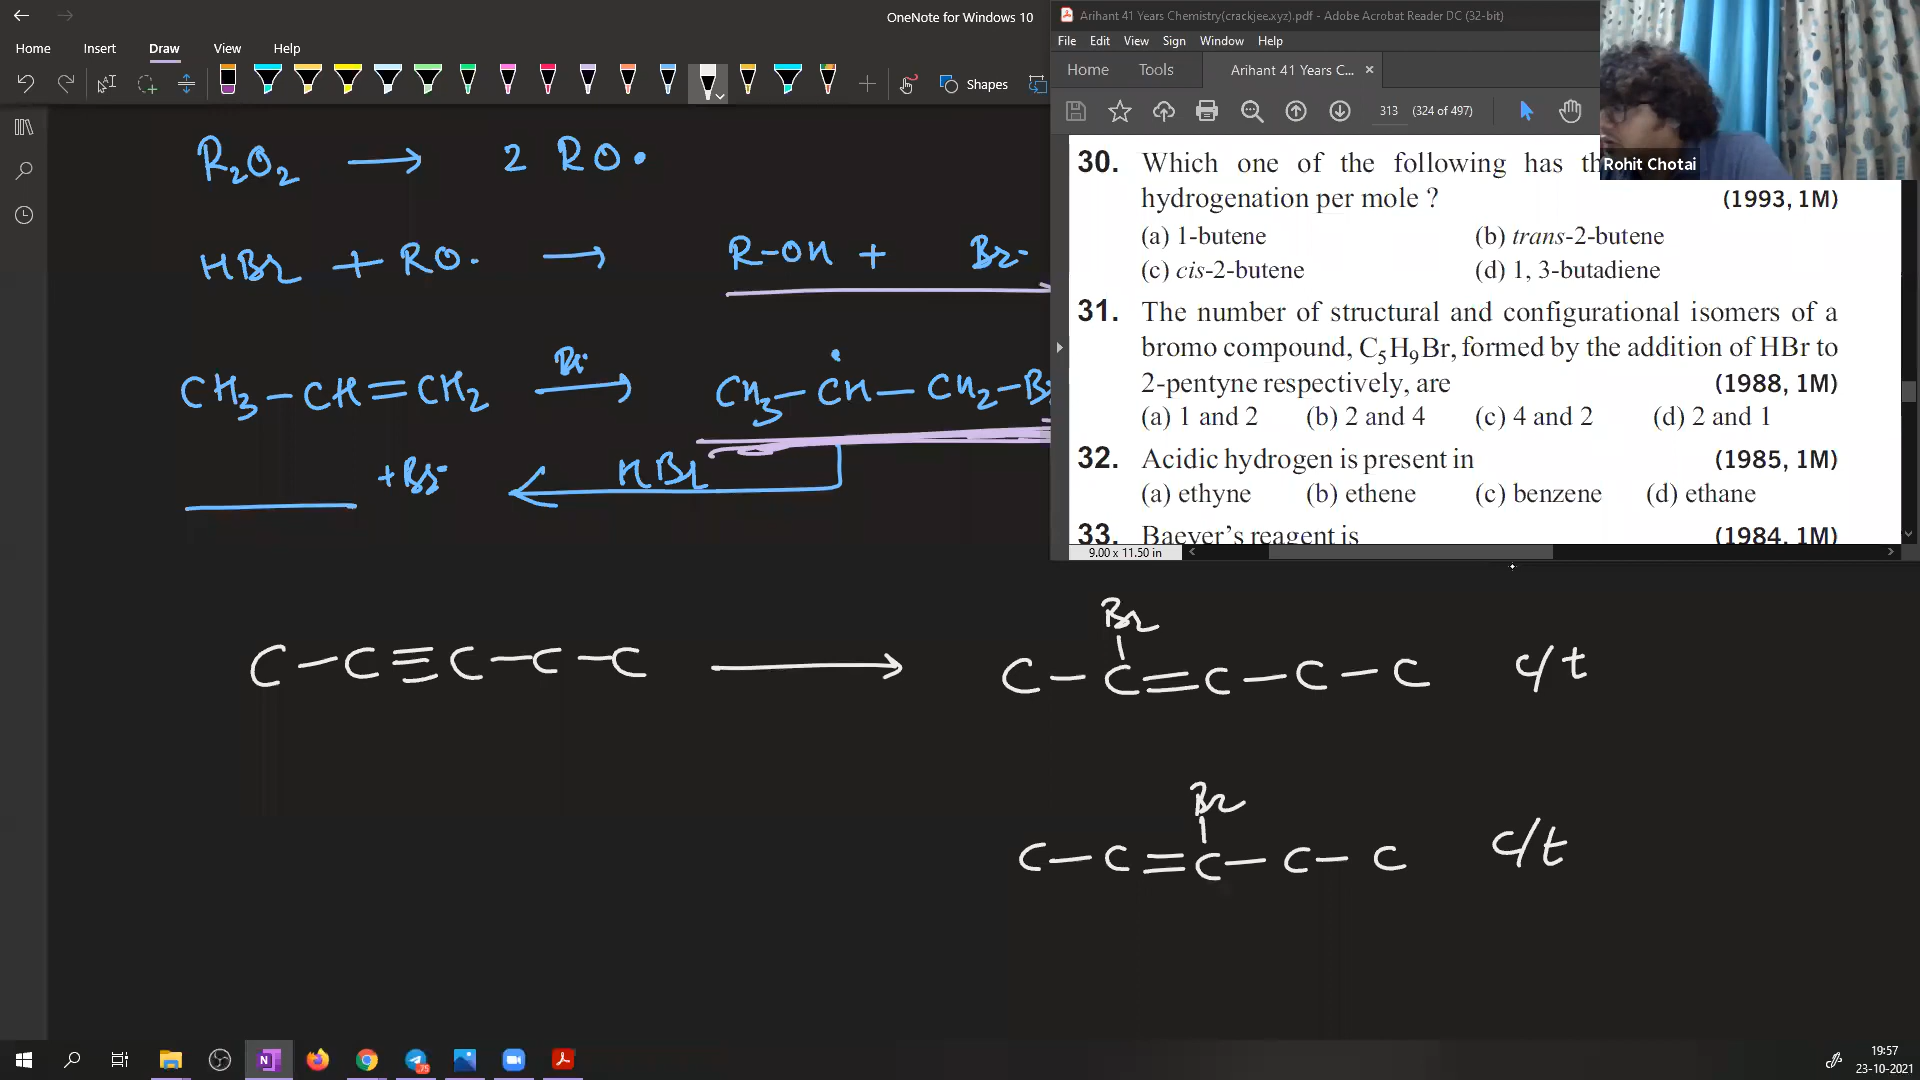 OneNote for Windows 10
Home Insert Draw View Help
Shapes
R₂O₂ → 2 RO•
HBr + RO• → R-OH + Br•
CH₃-CH=CH₂ Br• → CH₃-ĊH-CH₂-Br
+Br• HBr
C-C≡C-C-C →
Br
C-C=C-C-C c/t
Br
C-C=C-C-C c/t
Arihant 41 Years Chemistry(crackjee.xyz).pdf - Adobe Acrobat Reader DC (32-bit)
File Edit View Sign Window Help
Home Tools Arihant 41 Years C... ×
313 (324 of 497)
Rohit Chotai
30. Which one of the following has th
hydrogenation per mole ? (1993, 1M)
(a) 1-butene (b) trans-2-butene
(c) cis-2-butene (d) 1, 3-butadiene
31. The number of structural and configurational isomers of a
bromo compound, C₅H₉Br, formed by the addition of HBr to
2-pentyne respectively, are (1988, 1M)
(a) 1 and 2 (b) 2 and 4 (c) 4 and 2 (d) 2 and 1
32. Acidic hydrogen is present in (1985, 1M)
(a) ethyne (b) ethene (c) benzene (d) ethane
33. Baeyer's reagent is (1984, 1M)
9.00 x 11.50 in
75
19:57
23-10-2021